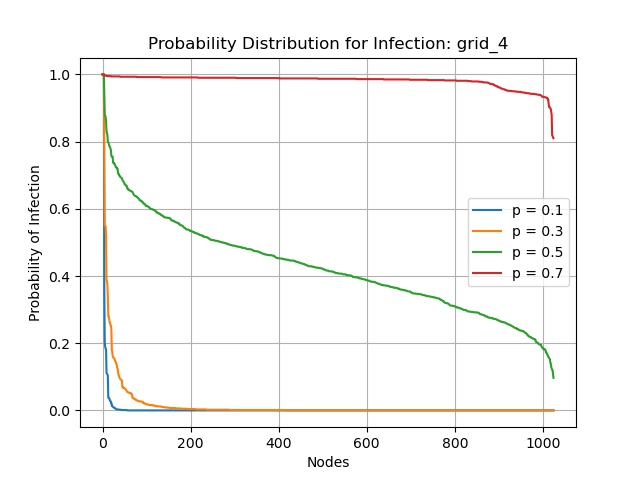 Probability Distribution for Infection: grid_4
Probability of Infection
1.0
0.8
0.6
0.4
0.2
0.0
p = 0.1
p = 0.3
p = 0.5
p = 0.7
0 200 400 600 800 1000
Nodes